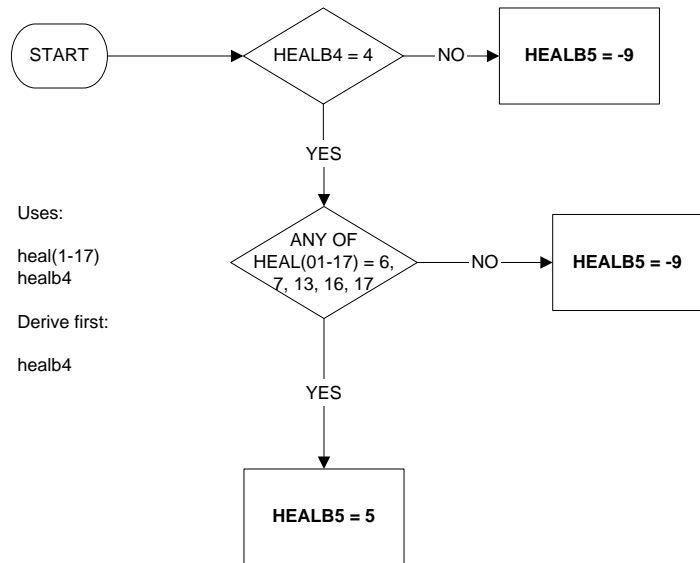 START
HEALB4 = 4
NO
HEALB5 = -9
YES
Uses:
heal(1-17)
healb4
Derive first:
healb4
ANY OF
HEAL(01-17) = 6,
7, 13, 16, 17
NO
HEALB5 = -9
YES
HEALB5 = 5